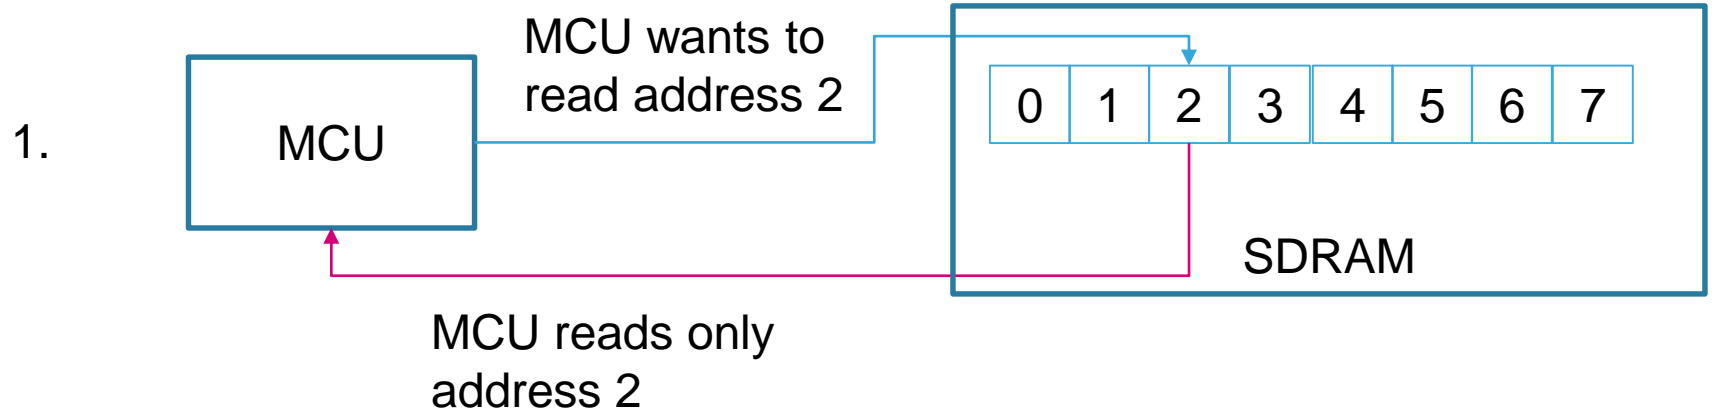 MCU wants to
read address 2
0 1 2 3 4 5 6 7
1.
MCU
SDRAM
MCU reads only
address 2